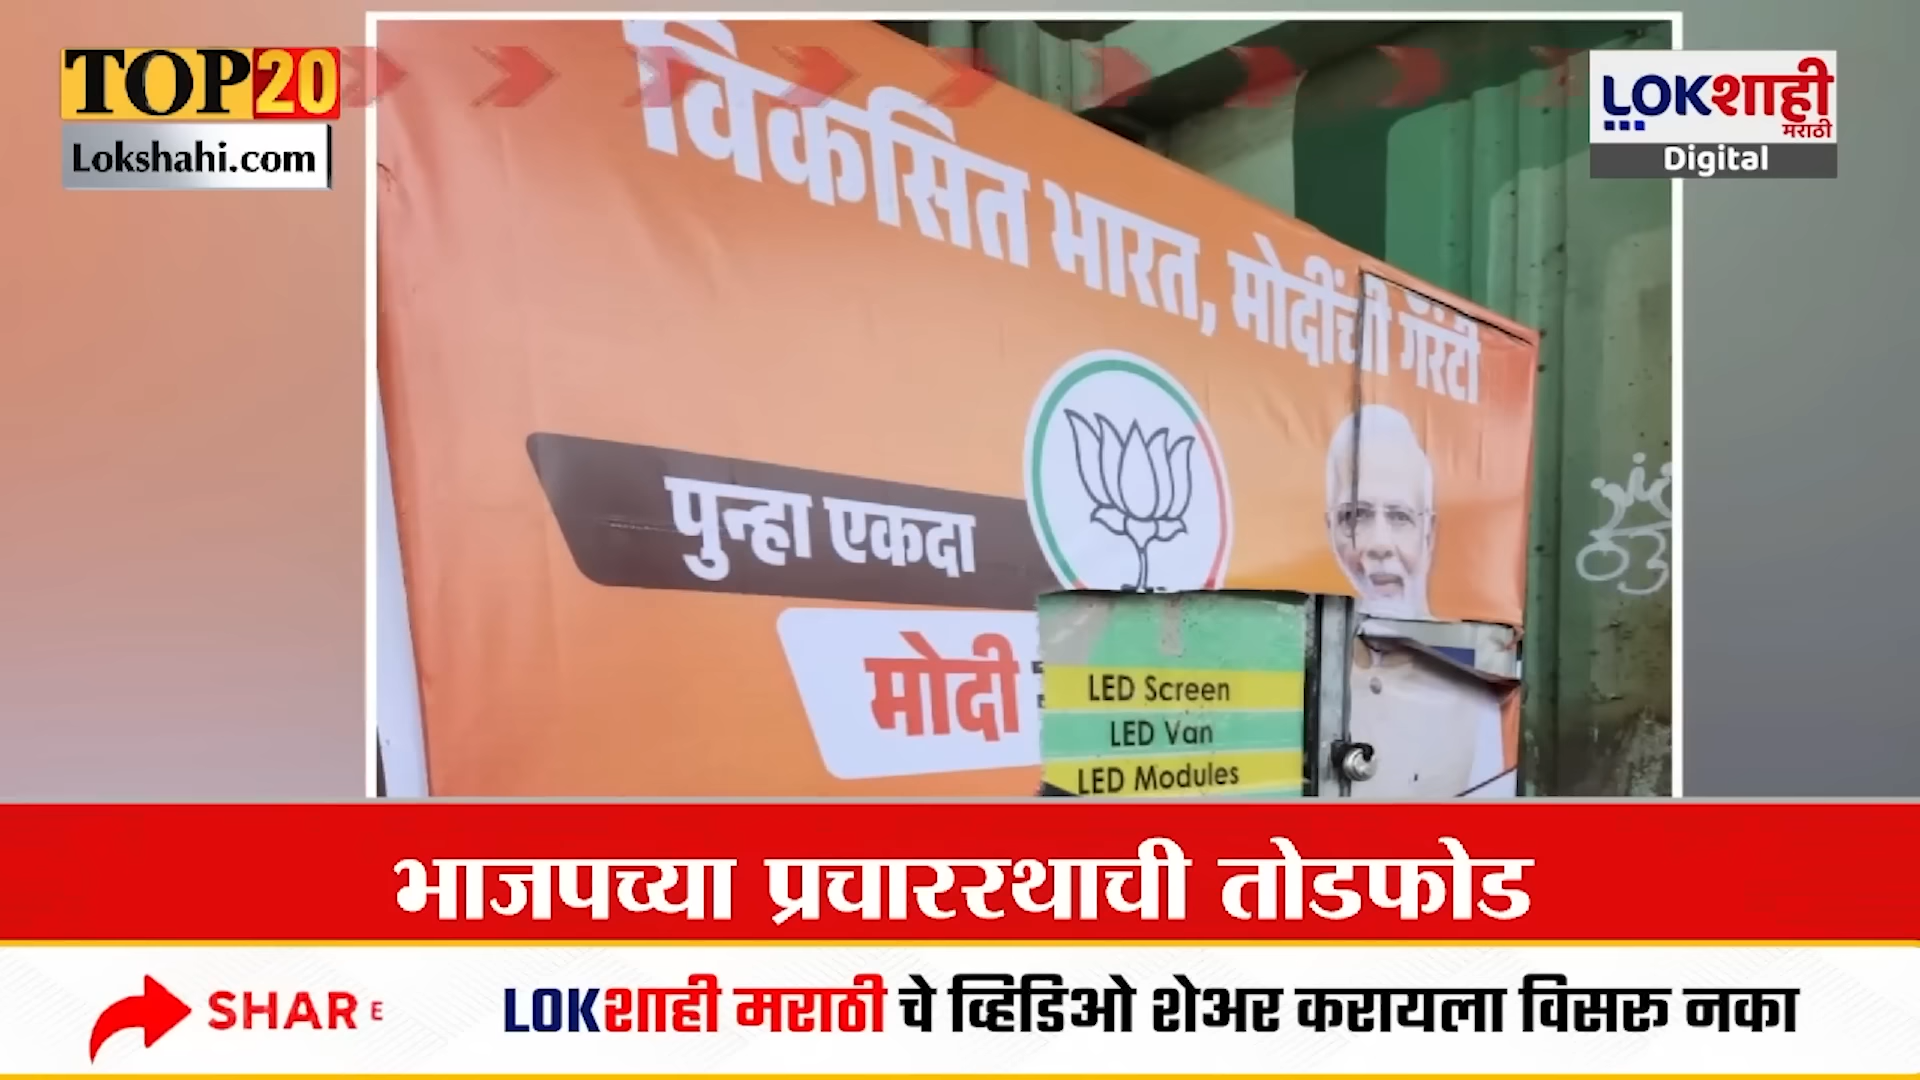 TOP20
Lokshahi.com
LOKशाही
मराठी
Digital
विकसित भारत, मोदींची गॅरंटी
पुन्हा एकदा
मोदी
LED Screen
LED Van
LED Modules
भाजपच्या प्रचाररथाची तोडफोड
SHARE
LOKशाही मराठी चे व्हिडिओ शेअर करायला विसरू नका